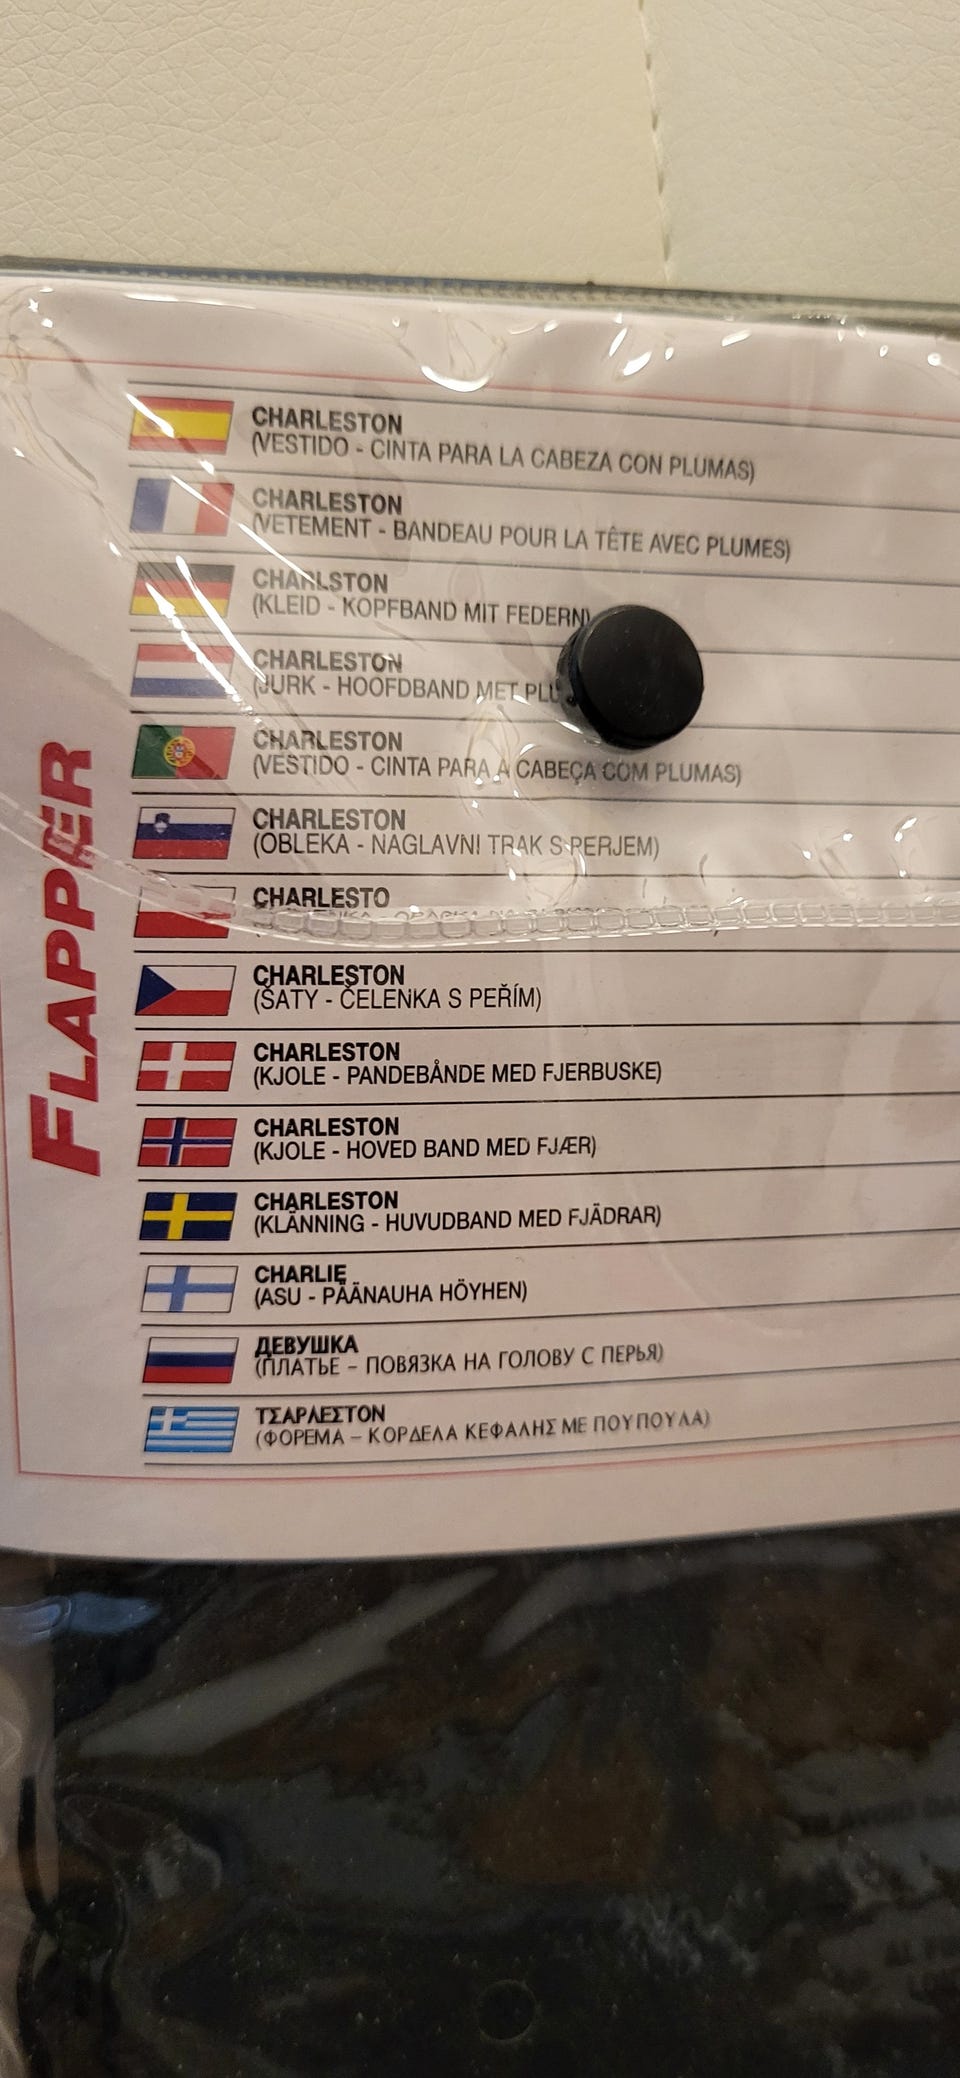 FLAPPER
CHARLESTON
(VESTIDO - CINTA PARA LA CABEZA CON PLUMAS)
CHARLESTON
(VETEMENT - BANDEAU POUR LA TÊTE AVEC PLUMES)
CHARLSTON
(KLEID - KOPFBAND MIT FEDERN)
CHARLESTON
(JURK - HOOFDBAND MET
CHARLESTON
(VESTIDO - CINTA PARA A CABEÇA COM PLUMAS)
CHARLESTON
(OBLEKA - NAGLAVNI TRAK S PERJEM)
CHARLESTO
CHARLESTON
(ŠATY - ČELENKA S PEŘÍM)
CHARLESTON
(KJOLE - PANDEBÅNDE MED FJERBUSKE)
CHARLESTON
(KJOLE - HOVED BAND MED FJÆR)
CHARLESTON
(KLÄNNING - HUVUDBAND MED FJÄDRAR)
CHARLIE
(ASU - PÄÄNAUHA HÖYHEN)
ДЕВУШКА
(ПЛАТЬЕ – ПОВЯЗКА НА ГОЛОВУ С ПЕРЬЯ)
ΤΣΑΡΛΕΣΤΟΝ
(ΦΟΡΕΜΑ – ΚΟΡΔΕΛΑ ΚΕΦΑΛΗΣ ΜΕ ΠΟΥΠΟΥΛΑ)